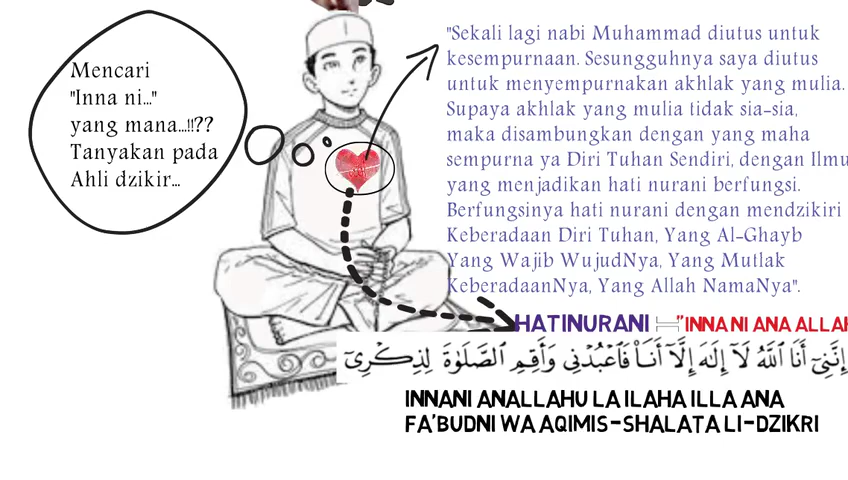 Mencari
"Inna ni..."
yang mana...!!??
Tanyakan pada
Ahli dzikir...
"Sekali lagi nabi Muhammad diutus untuk
kesempurnaan. Sesungguhnya saya diutus
untuk menyempurnakan akhlak yang mulia.
Supaya akhlak yang mulia tidak sia-sia,
maka disambungkan dengan yang maha
sempurna ya Diri Tuhan Sendiri, dengan Ilmu
yang menjadikan hati nurani berfungsi.
Berfungsinya hati nurani dengan mendzikiri
Keberadaan Diri Tuhan, Yang Al-Ghayb
Yang Wajib WujudNya, Yang Mutlak
KeberadaanNya, Yang Allah NamaNya".
HATINURANI "INNA NI ANA ALLAH
إِنَّنِيٓ أَنَا ٱللَّهُ لَآ إِلَٰهَ إِلَّآ أَنَا۠ فَٱعْبُدْنِي وَأَقِمِ ٱلصَّلَوٰةَ لِذِكْرِيٓ
INNANI ANALLAHU LA ILAHA ILLA ANA
FA'BUDNI WA AQIMIS-SHALATA LI-DZIKRI